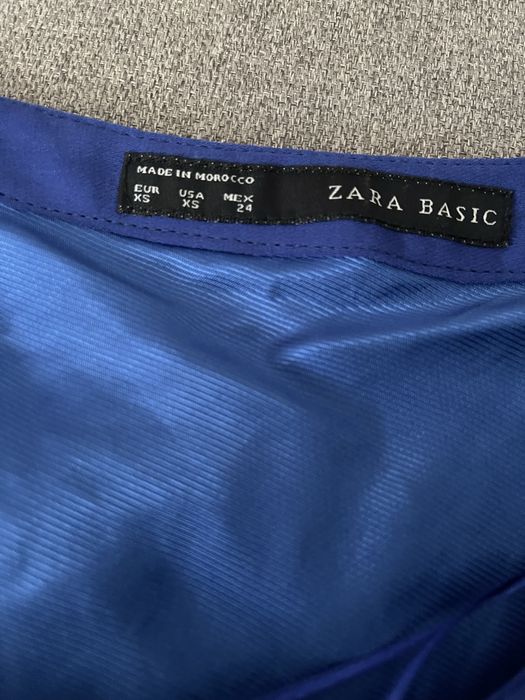 MADE IN MOROCCO
EUR USA MEX
XS XS 24
ZARA BASIC